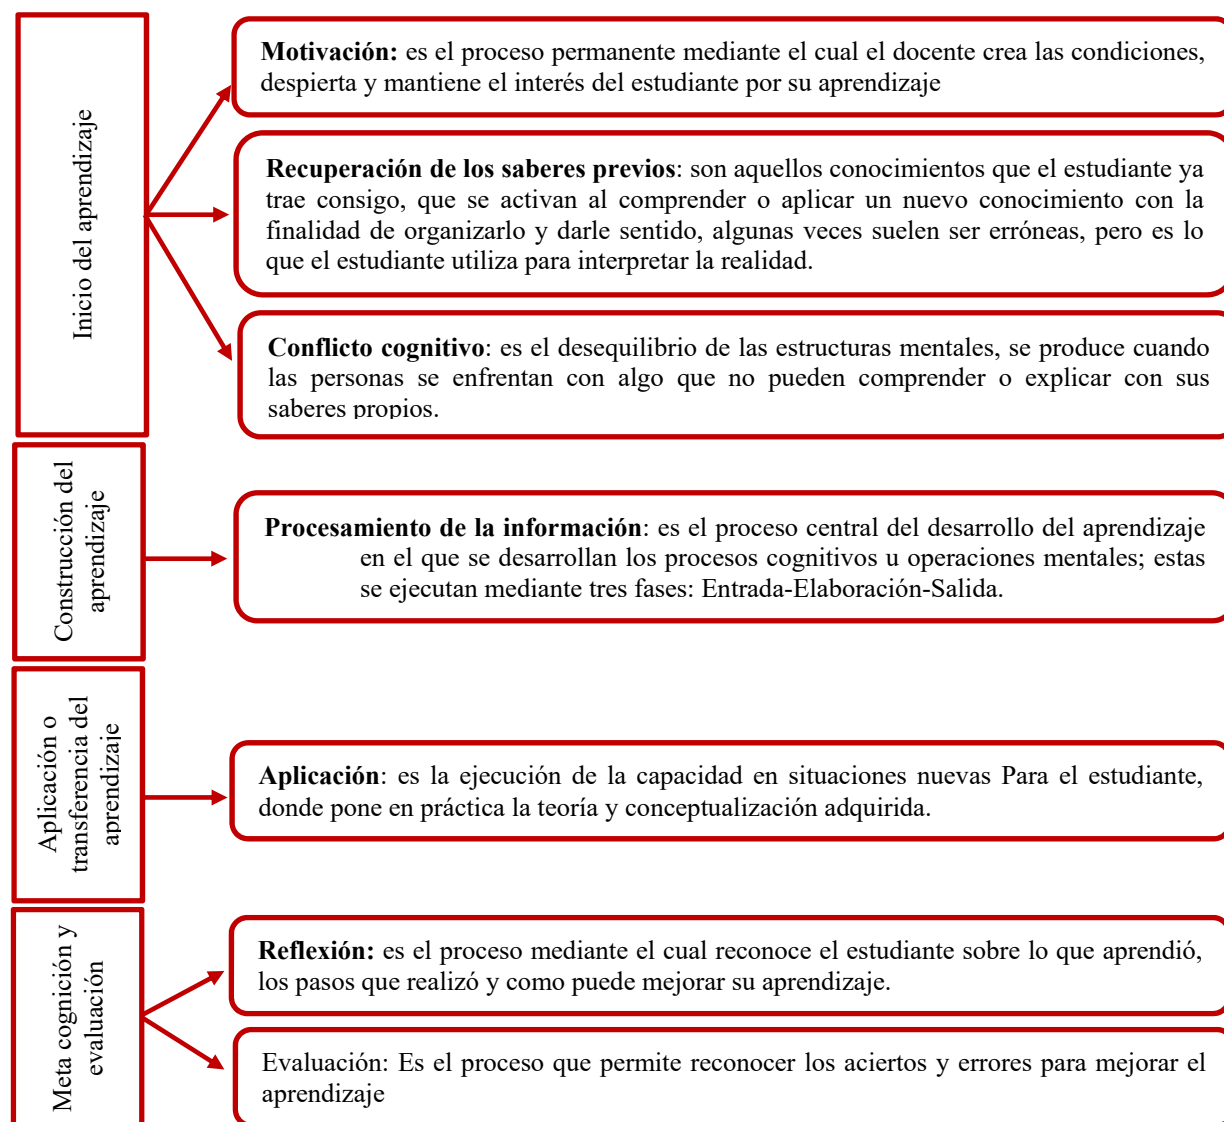 Inicio del aprendizaje
Motivación: es el proceso permanente mediante el cual el docente crea las condiciones,
despierta y mantiene el interés del estudiante por su aprendizaje
Recuperación de los saberes previos: son aquellos conocimientos que el estudiante ya
trae consigo, que se activan al comprender o aplicar un nuevo conocimiento con la
finalidad de organizarlo y darle sentido, algunas veces suelen ser erróneas, pero es lo
que el estudiante utiliza para interpretar la realidad.
Conflicto cognitivo: es el desequilibrio de las estructuras mentales, se produce cuando
las personas se enfrentan con algo que no pueden comprender o explicar con sus
saberes propios.
Construcción del
aprendizaje
Procesamiento de la información: es el proceso central del desarrollo del aprendizaje
en el que se desarrollan los procesos cognitivos u operaciones mentales; estas
se ejecutan mediante tres fases: Entrada-Elaboración-Salida.
Aplicación o
transferencia del
aprendizaje
Aplicación: es la ejecución de la capacidad en situaciones nuevas Para el estudiante,
donde pone en práctica la teoría y conceptualización adquirida.
Meta cognición y
evaluación
Reflexión: es el proceso mediante el cual reconoce el estudiante sobre lo que aprendió,
los pasos que realizó y como puede mejorar su aprendizaje.
Evaluación: Es el proceso que permite reconocer los aciertos y errores para mejorar el
aprendizaje